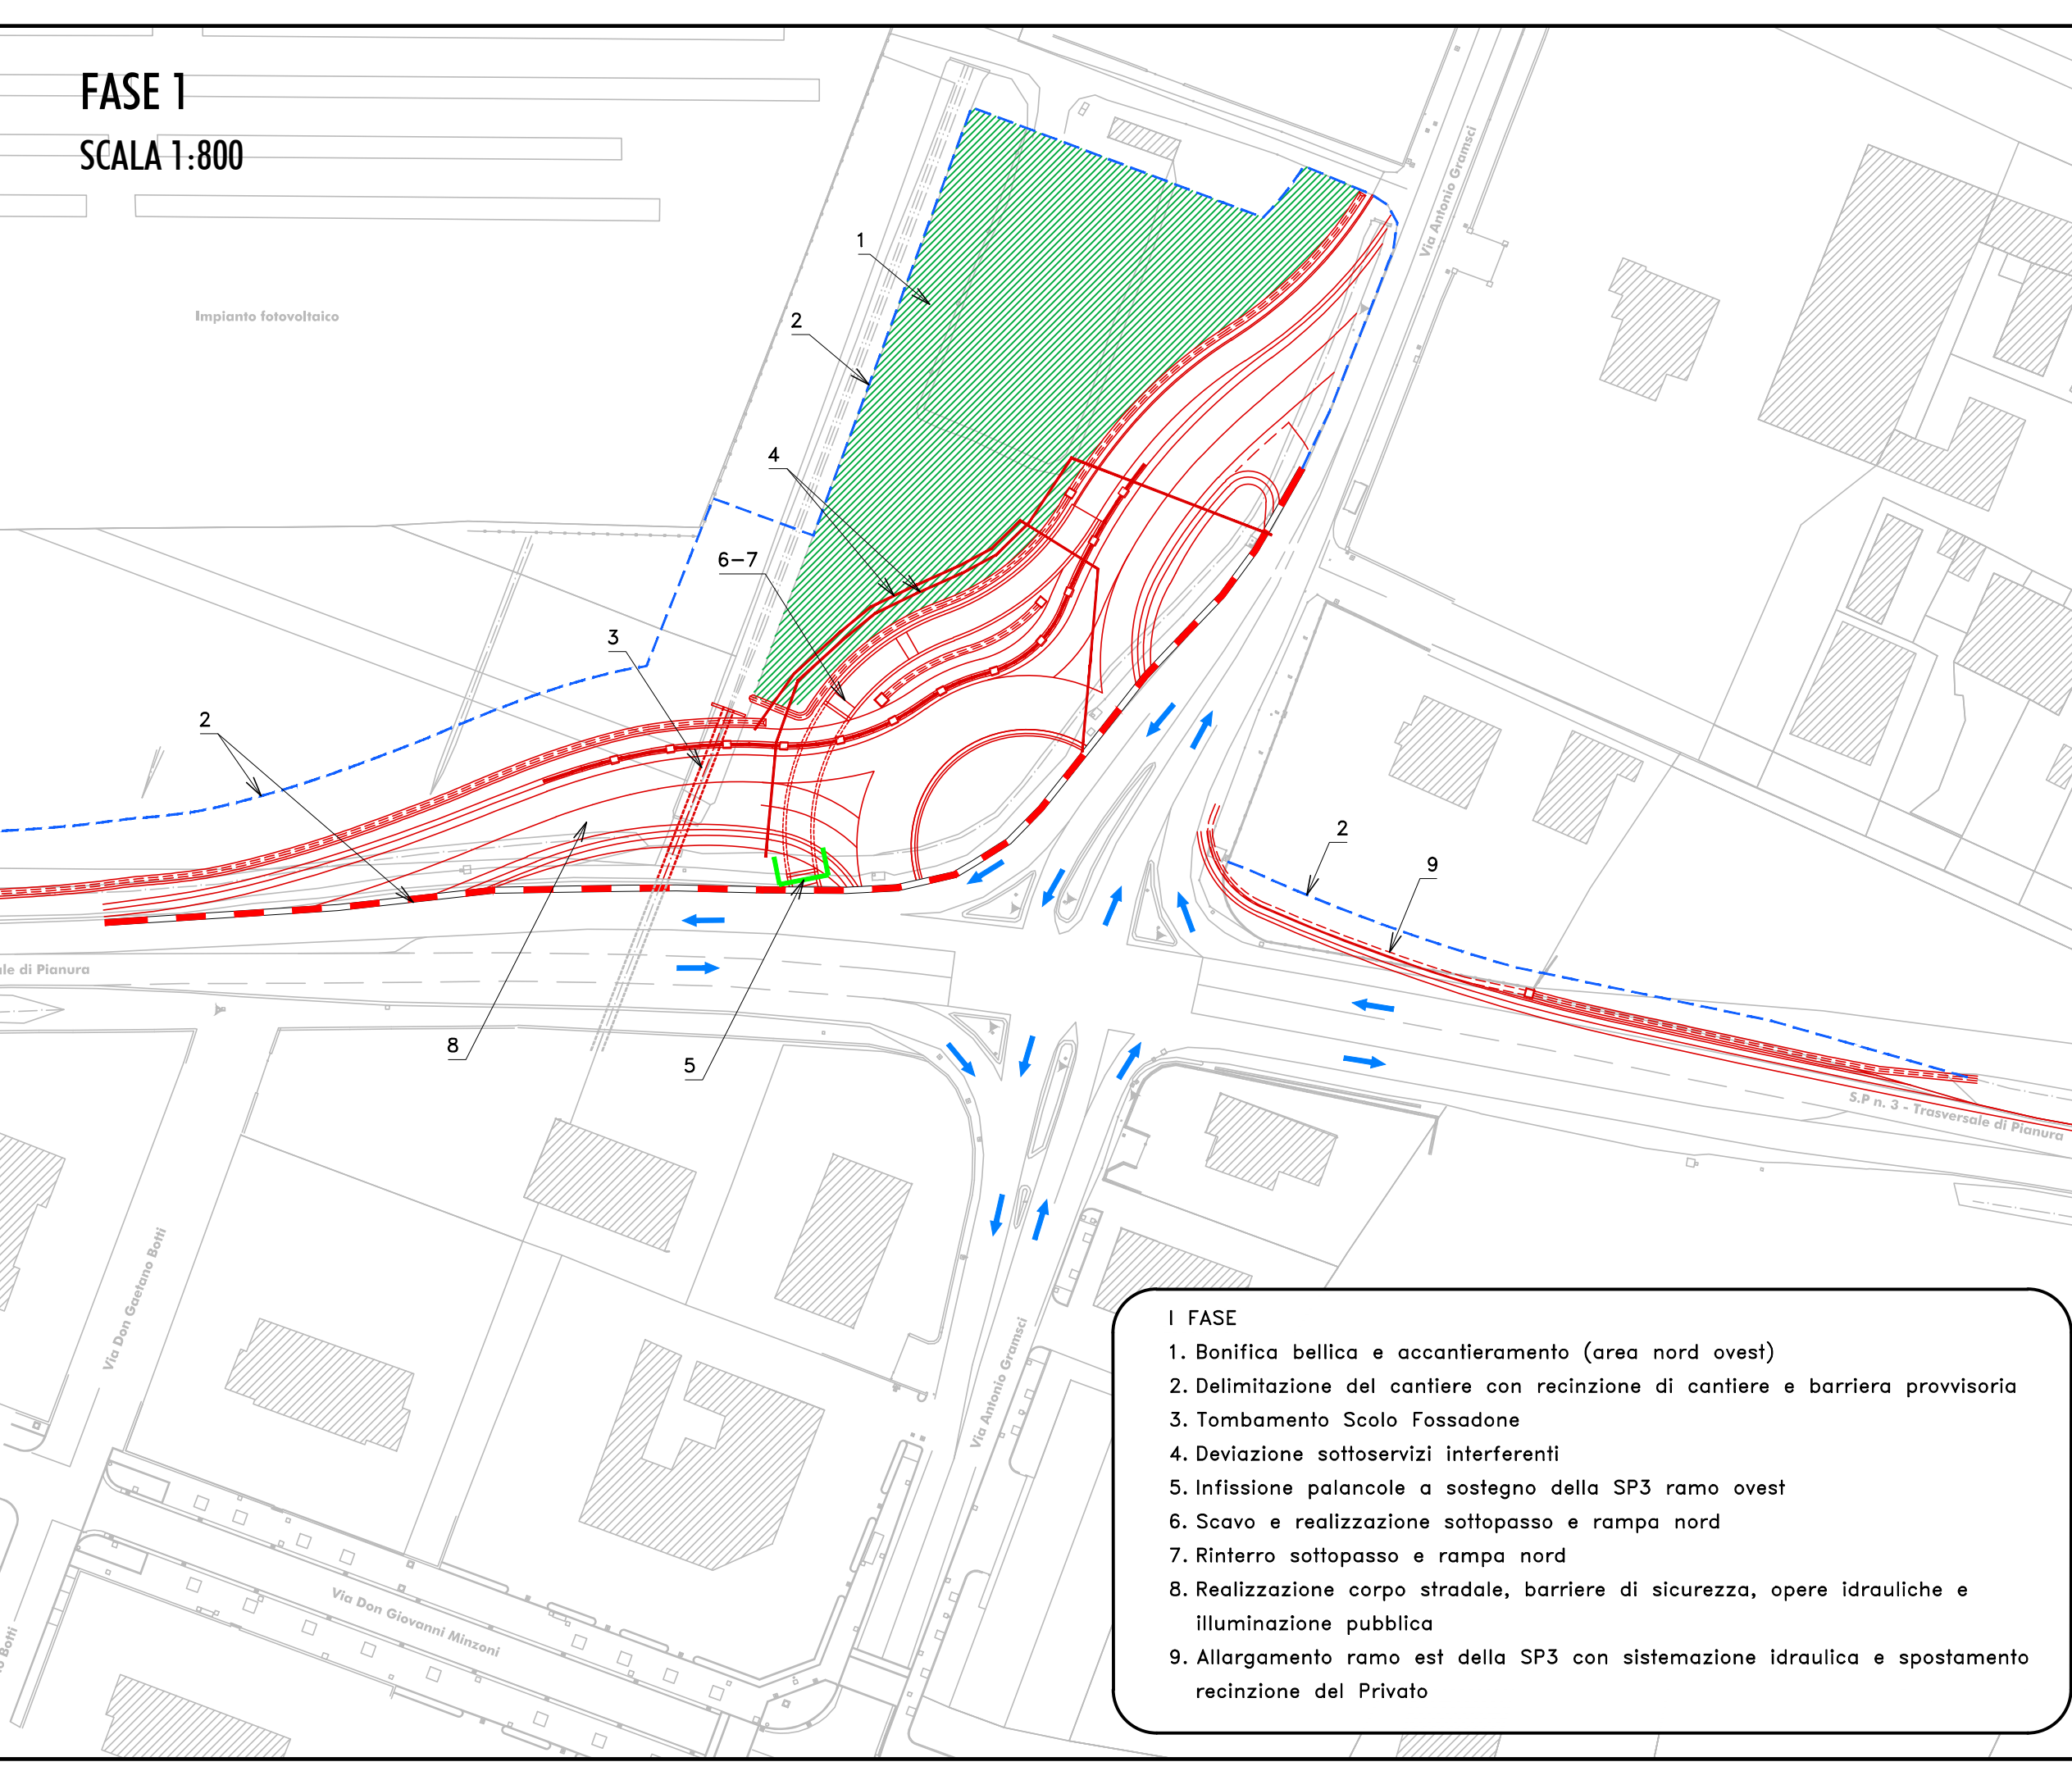 FASE 1
SCALA 1:800
Via Antonio Gramsci
1
Impianto fotovoltaico
2
4
6-7
3
2
2
9
le di Pianura
8
5
S.P n. 3 - Trasversale di Pianura
Via Don Gaetano Botti
Via Antonio Gramsci
Via Don Giovanni Minzoni
Botti
I FASE
1. Bonifica bellica e accantieramento (area nord ovest)
2. Delimitazione del cantiere con recinzione di cantiere e barriera provvisoria
3. Tombamento Scolo Fossadone
4. Deviazione sottoservizi interferenti
5. Infissione palancole a sostegno della SP3 ramo ovest
6. Scavo e realizzazione sottopasso e rampa nord
7. Rinterro sottopasso e rampa nord
8. Realizzazione corpo stradale, barriere di sicurezza, opere idrauliche e
illuminazione pubblica
9. Allargamento ramo est della SP3 con sistemazione idraulica e spostamento
recinzione del Privato